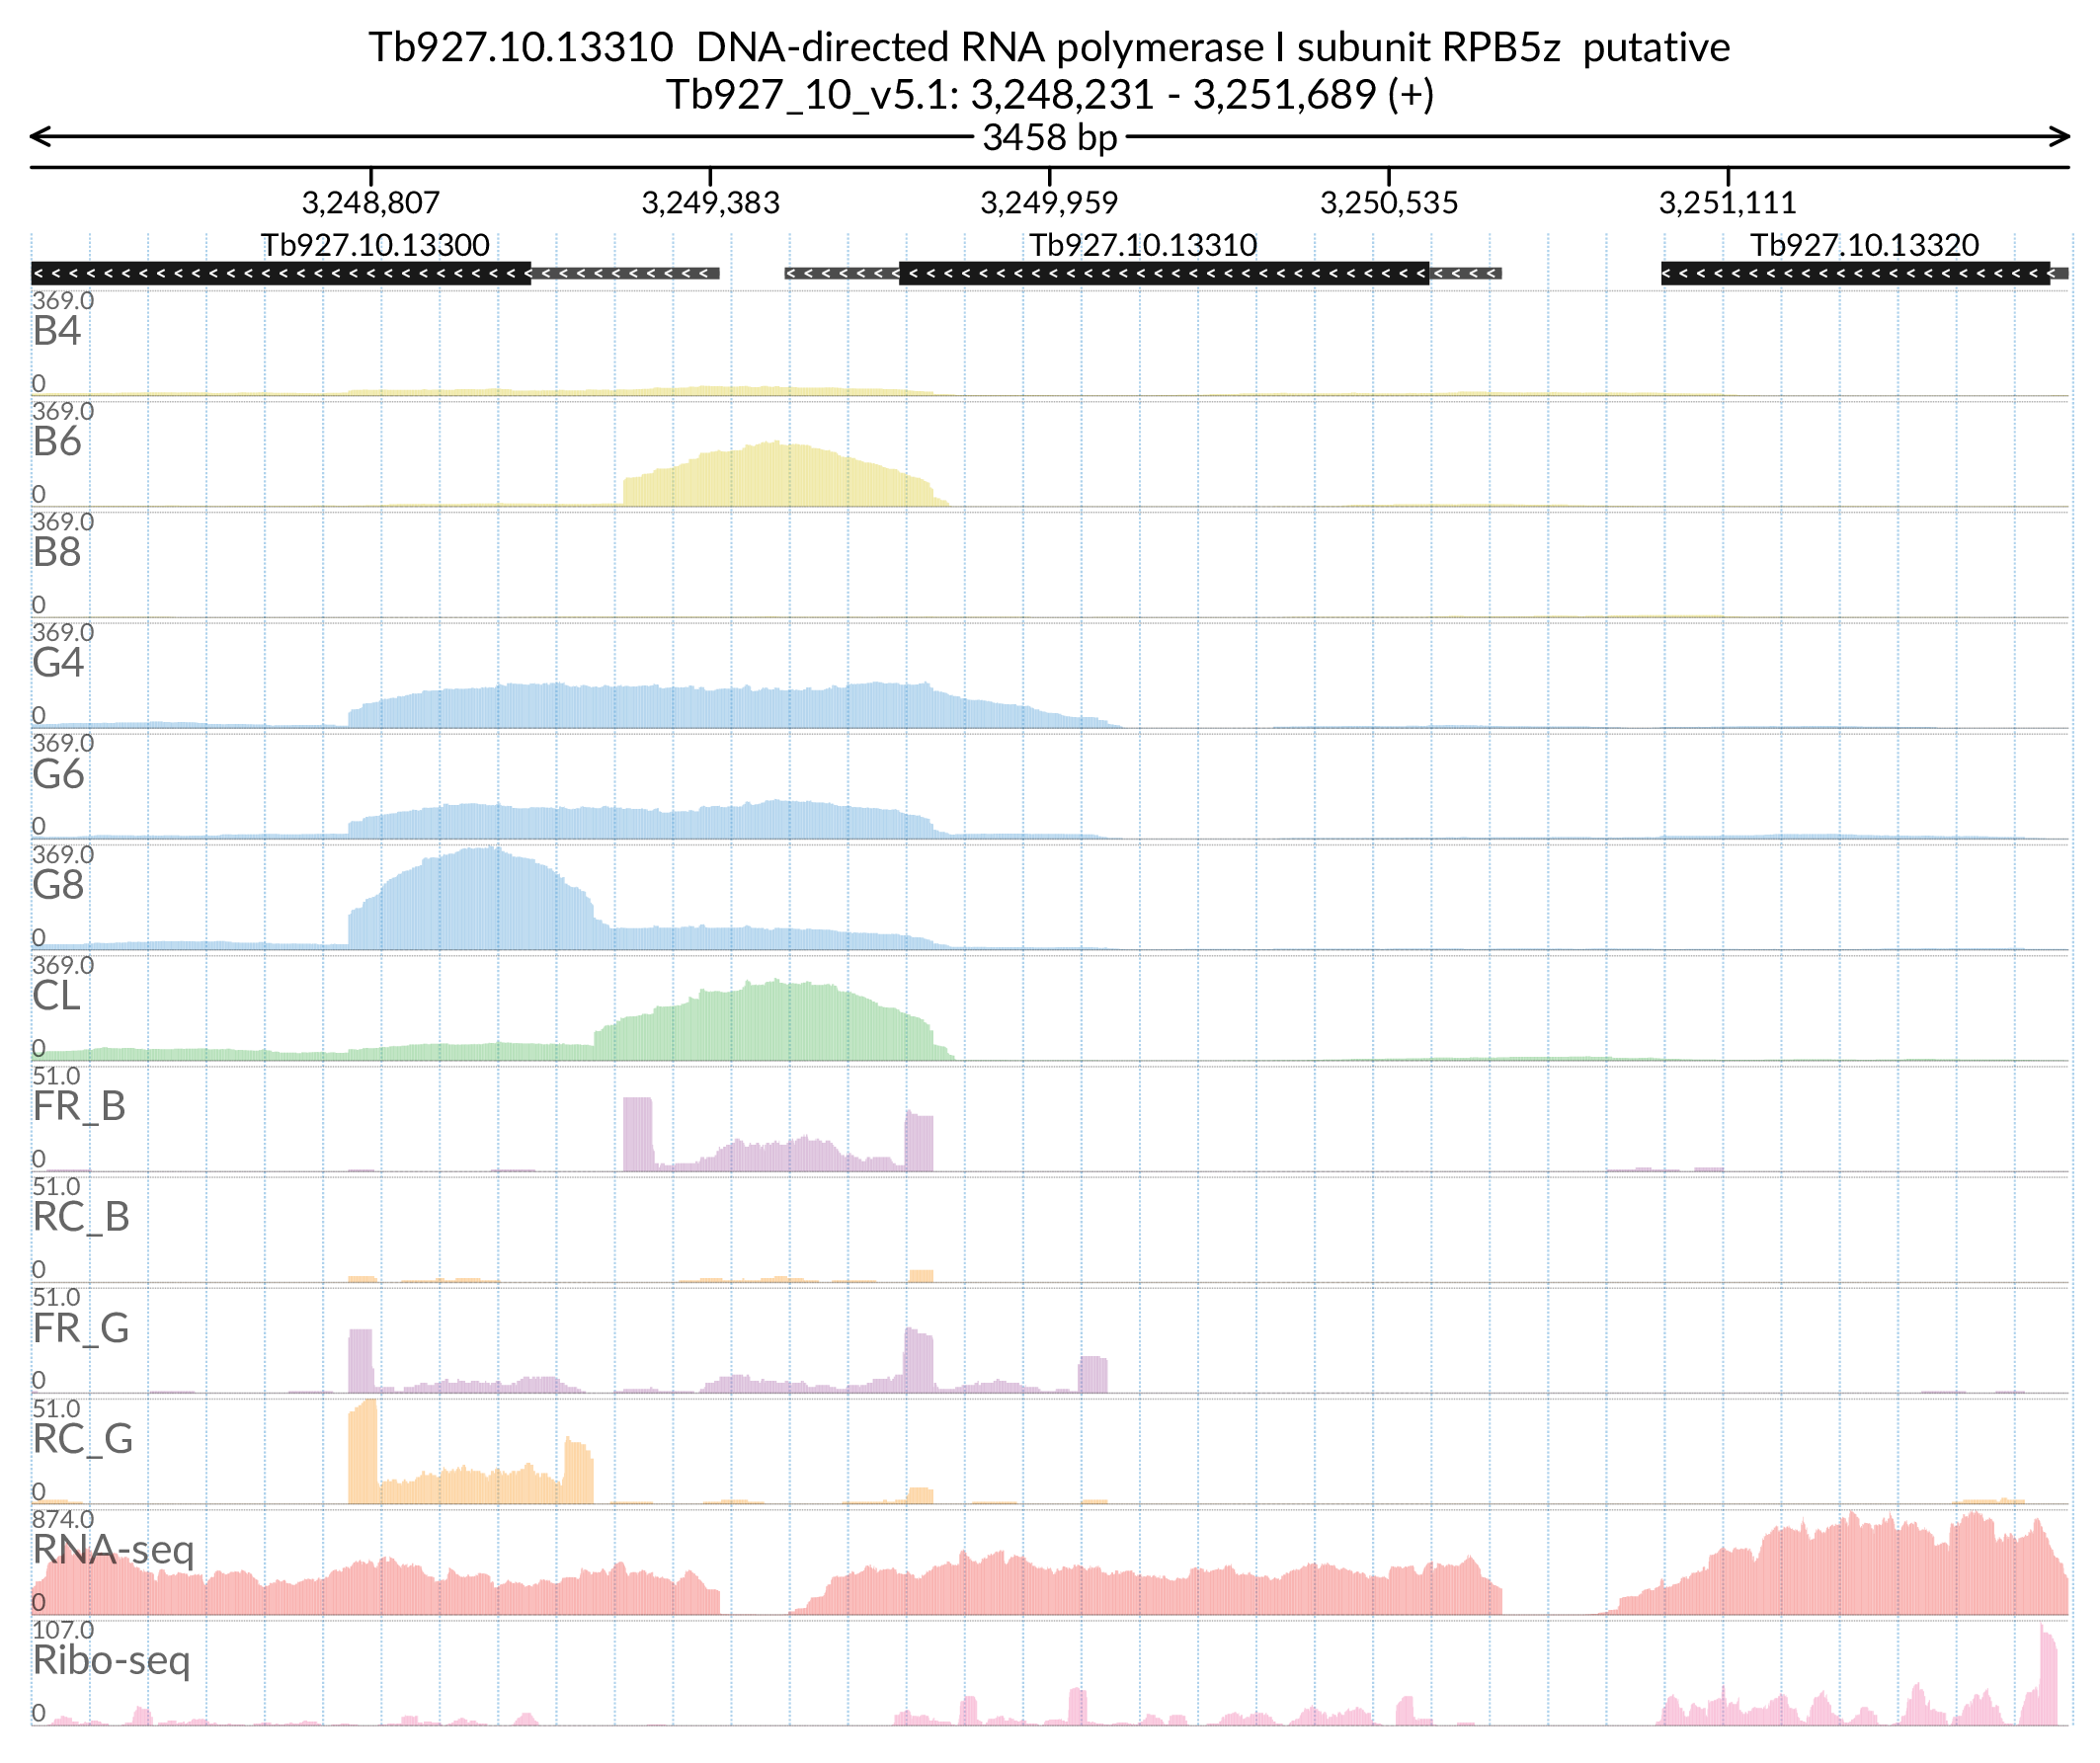 Tb927.10.13310  DNA-directed RNA polymerase I subunit RPB5z  putative
Tb927_10_v5.1: 3,248,231 - 3,251,689 (+)
3458 bp
3,248,807 3,249,383 3,249,959 3,250,535 3,251,111
Tb927.10.13300 Tb927.10.13310 Tb927.10.13320
369.0
B4
0
369.0
B6
0
369.0
B8
0
369.0
G4
0
369.0
G6
0
369.0
G8
0
369.0
CL
0
51.0
FR_B
0
51.0
RC_B
0
51.0
FR_G
0
51.0
RC_G
0
874.0
RNA-seq
0
107.0
Ribo-seq
0